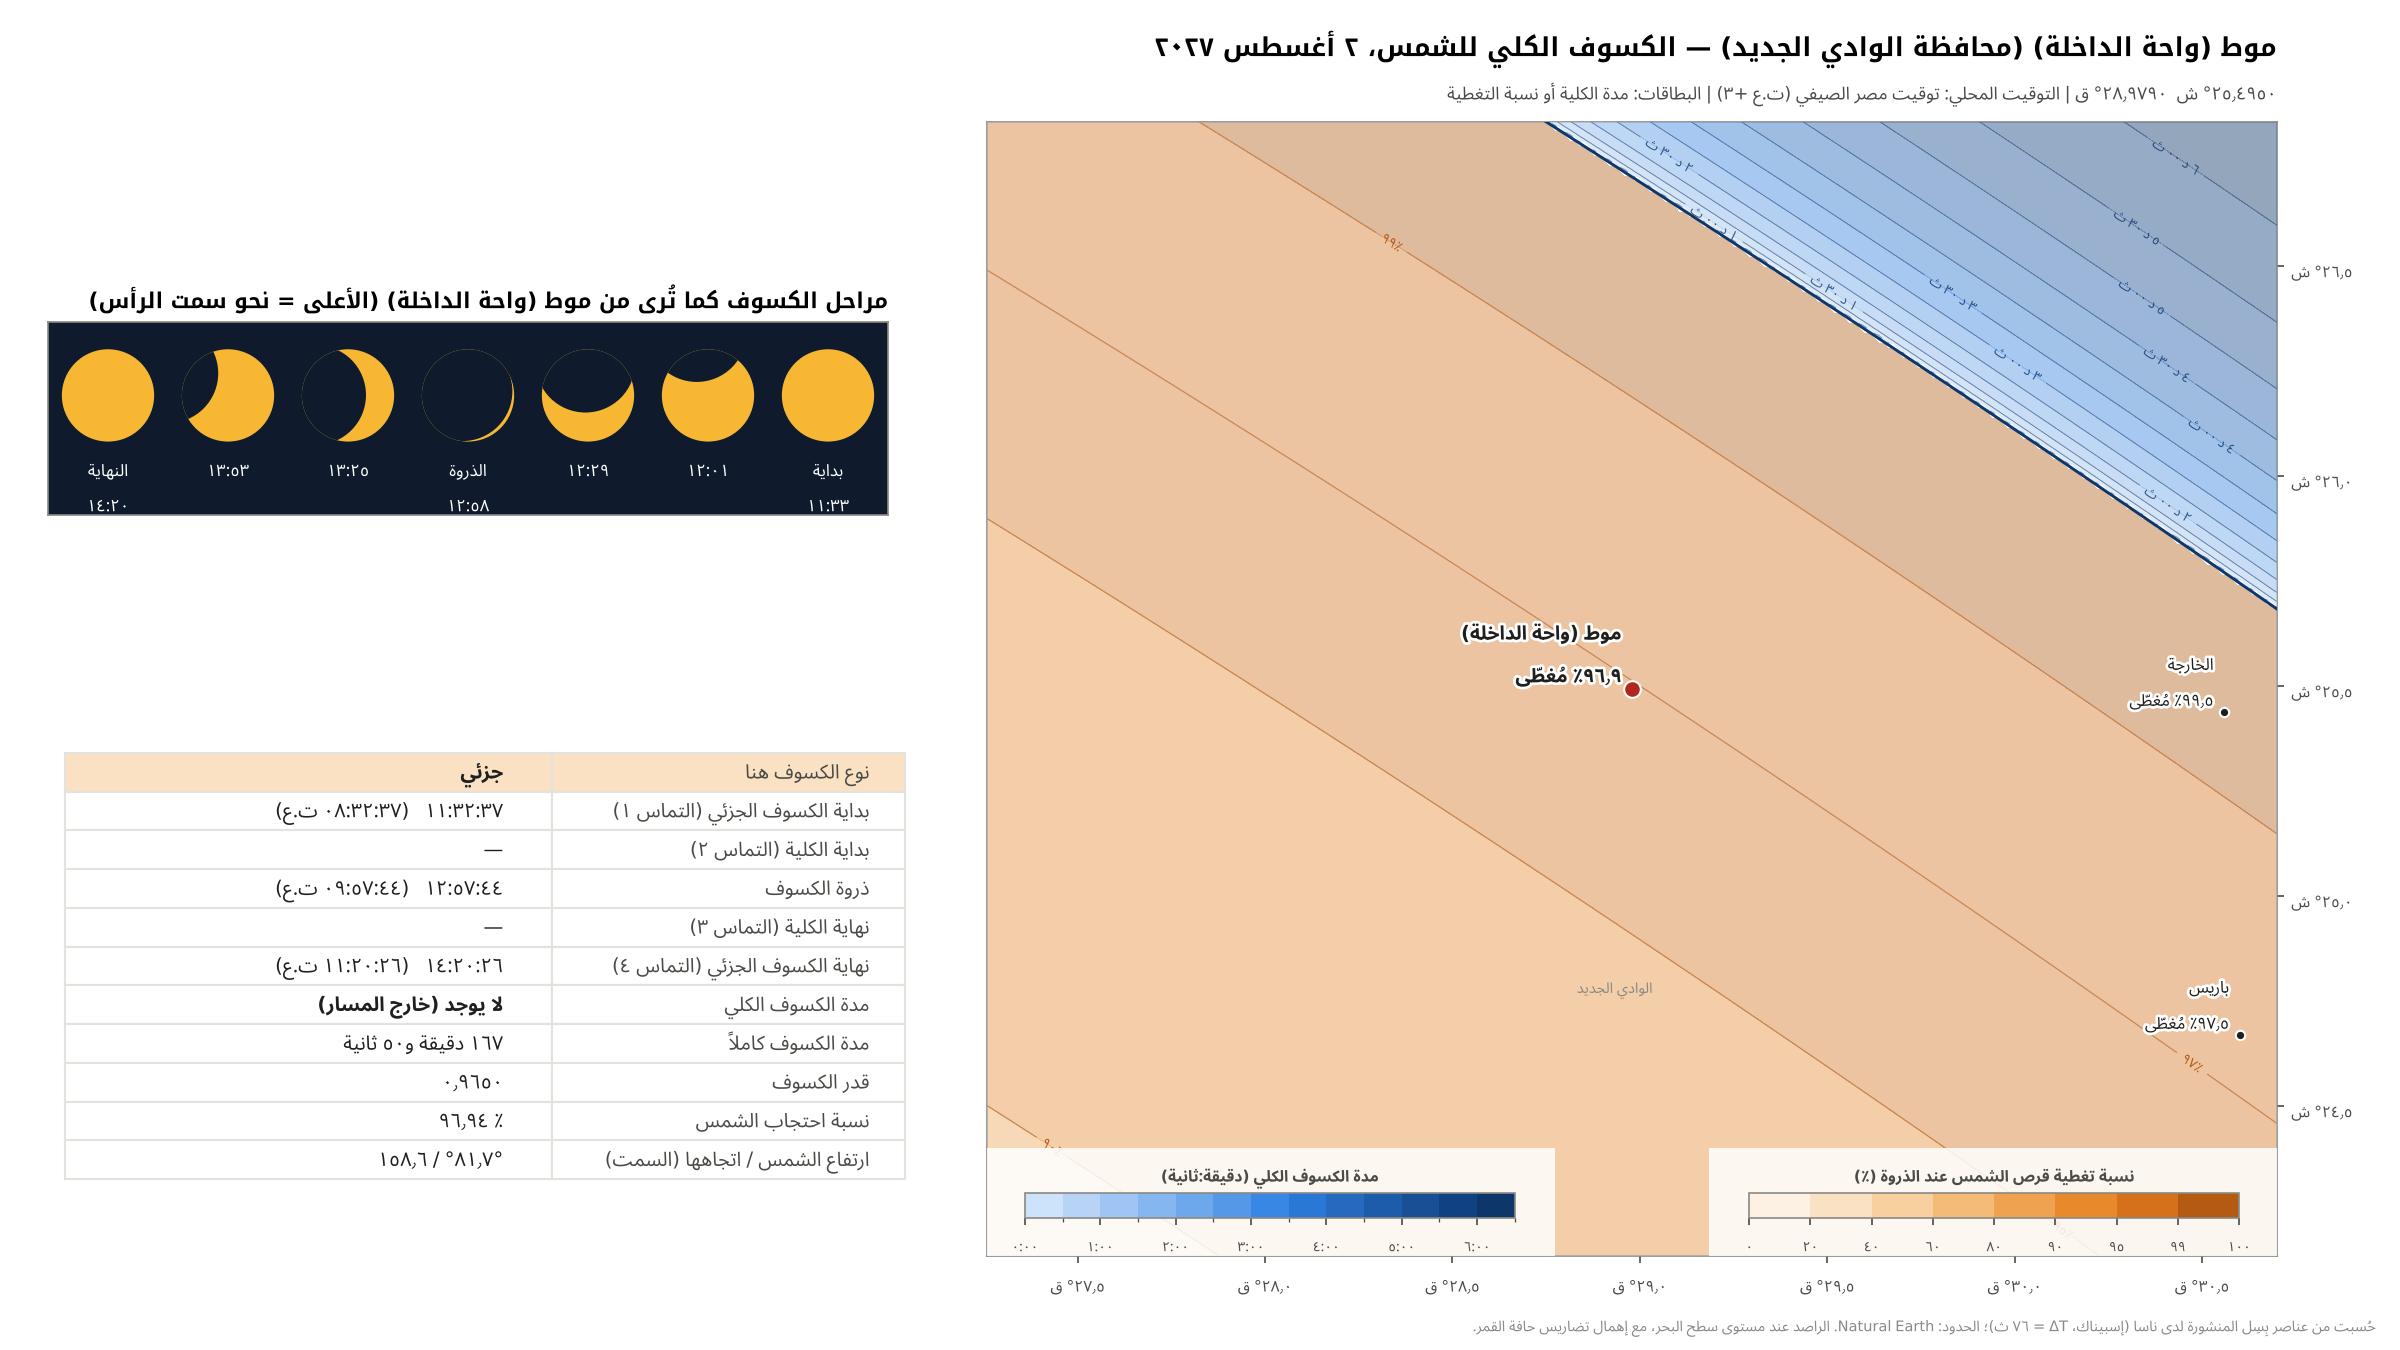 موط (واحة الداخلة) (محافظة الوادي الجديد) — الكسوف الكلي للشمس، ٢ أغسطس ٢٠٢٧
٢٥٫٤٩٥٠° ش ٢٨٫٩٧٩٠° ق | التوقيت المحلي: توقيت مصر الصيفي (ت.ع +٣) | البطاقات: مدة الكلية أو نسبة التغطية
٦د٠٠ث
٥د٣٠ث
٥د٠٠ث
٤د٣٠ث
٤د٠٠ث
٣د٣٠ث
٣د٠٠ث
٢د٣٠ث
٢د٠٠ث
١د٣٠ث
١د٠٠ث
٩٩٪
٩٧٪
موط (واحة الداخلة)
٩٦٫٩٪ مُغطّى
الخارجة
٩٩٫٥٪ مُغطّى
باريس
٩٧٫٥٪ مُغطّى
الوادي الجديد
٢٦٫٥° ش
٢٦٫٠° ش
٢٥٫٥° ش
٢٥٫٠° ش
٢٤٫٥° ش
نسبة تغطية قرص الشمس عند الذروة (٪)
٠ ٢٠ ٤٠ ٦٠ ٨٠ ٩٠ ٩٥ ٩٩ ١٠٠
مدة الكسوف الكلي (دقيقة:ثانية)
٠:٠٠ ١:٠٠ ٢:٠٠ ٣:٠٠ ٤:٠٠ ٥:٠٠ ٦:٠٠
٢٧٫٥° ق ٢٨٫٠° ق ٢٨٫٥° ق ٢٩٫٠° ق ٢٩٫٥° ق ٣٠٫٠° ق ٣٠٫٥° ق
مراحل الكسوف كما تُرى من موط (واحة الداخلة) (الأعلى = نحو سمت الرأس)
بداية ١٢:٠١ ١٢:٢٩ الذروة ١٣:٢٥ ١٣:٥٣ النهاية
١١:٣٣ ١٢:٥٨ ١٤:٢٠
نوع الكسوف هنا جزئي
بداية الكسوف الجزئي (التماس ١) ١١:٣٢:٣٧ (٠٨:٣٢:٣٧ ت.ع)
بداية الكلية (التماس ٢) —
ذروة الكسوف ١٢:٥٧:٤٤ (٠٩:٥٧:٤٤ ت.ع)
نهاية الكلية (التماس ٣) —
نهاية الكسوف الجزئي (التماس ٤) ١٤:٢٠:٢٦ (١١:٢٠:٢٦ ت.ع)
مدة الكسوف الكلي لا يوجد (خارج المسار)
مدة الكسوف كاملاً ١٦٧ دقيقة و٥٠ ثانية
قدر الكسوف ٠٫٩٦٥٠
نسبة احتجاب الشمس ٩٦٫٩٤ ٪
ارتفاع الشمس / اتجاهها (السمت) ٨١٫٧° / ١٥٨٫٦°
حُسبت من عناصر بِسِل المنشورة لدى ناسا (إسبيناك، ΔT = ٧٦ ث)؛ الحدود: Natural Earth. الراصد عند مستوى سطح البحر، مع إهمال تضاريس حافة القمر.